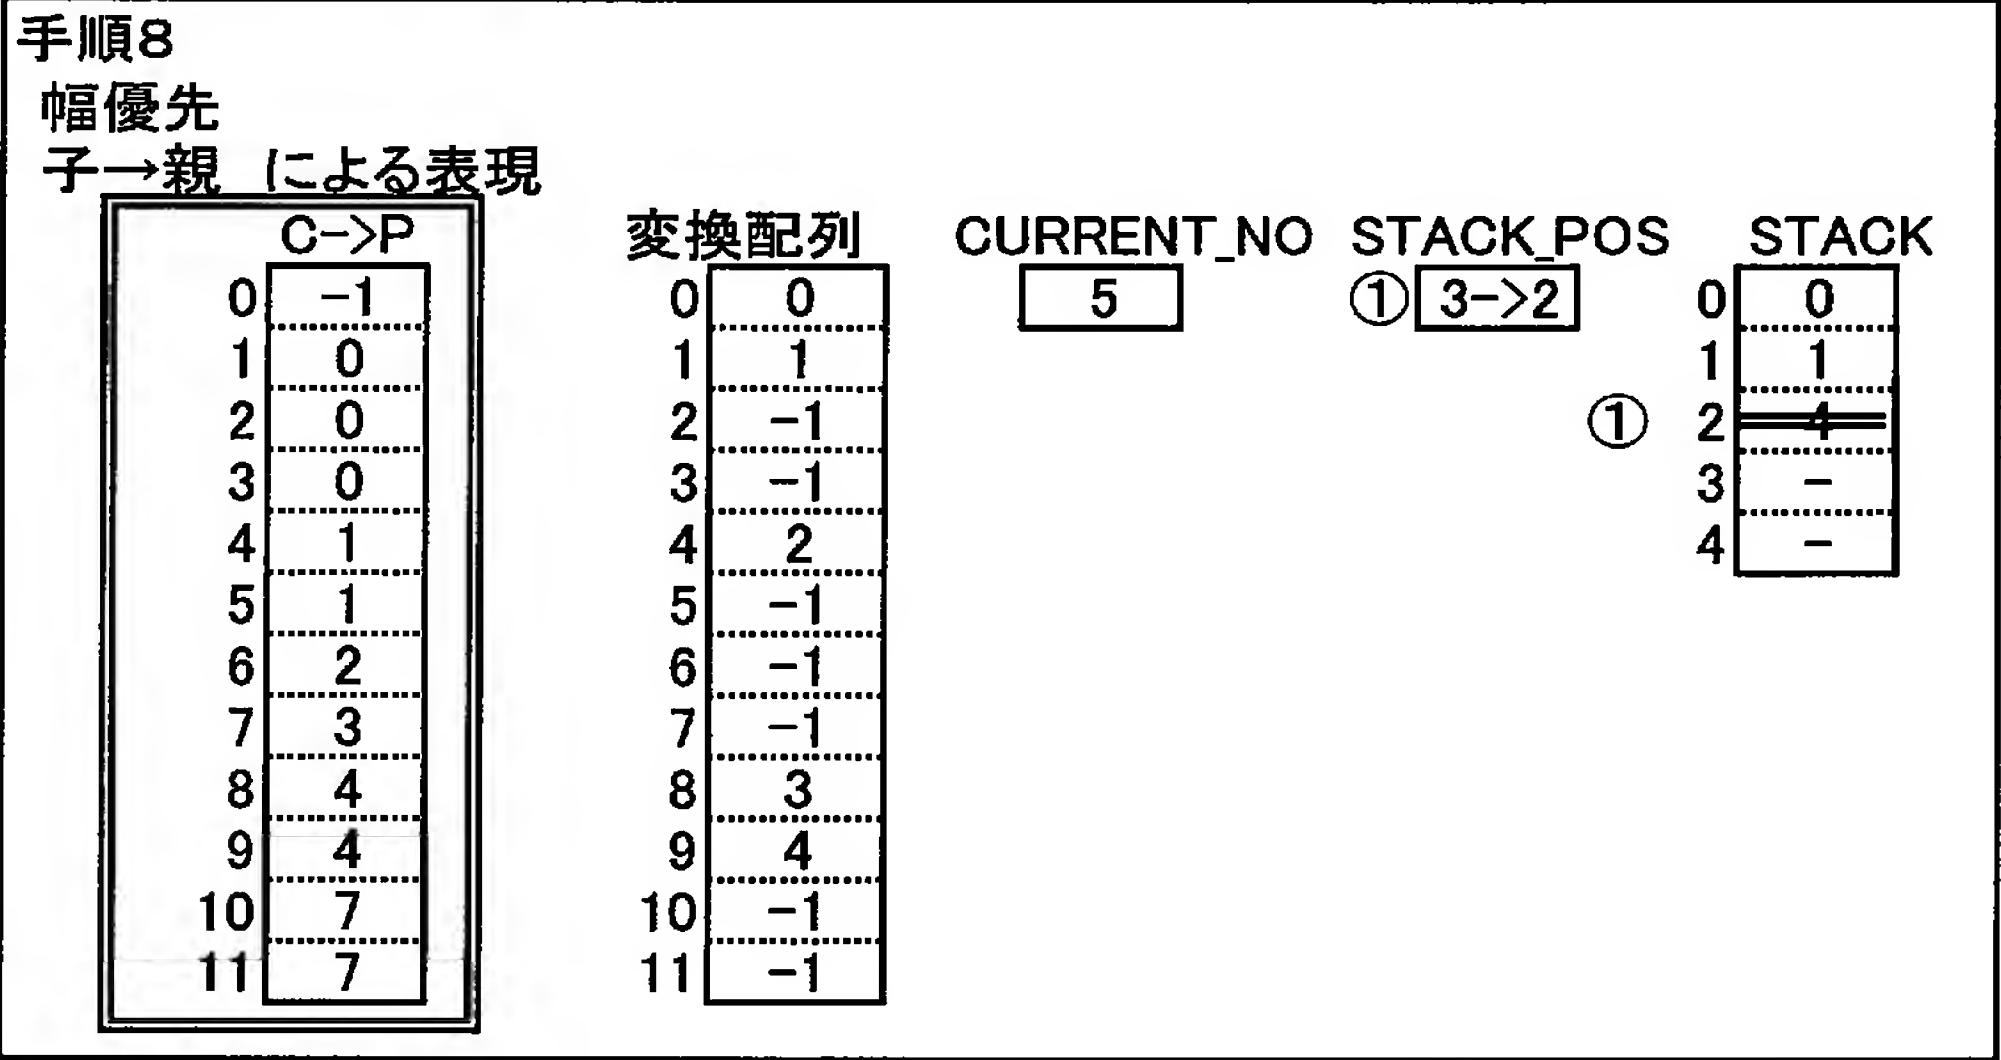 手順8
幅優先
子→親 による表現
C->P 変換配列 CURRENT_NO STACK_POS STACK
0 -1 0 0 5 ① 3->2 0 0
1 0 1 1 1 1
2 0 2 -1 ① 2 4
3 0 3 -1 3 -
4 1 4 2 4 -
5 1 5 -1
6 2 6 -1
7 3 7 -1
8 4 8 3
9 4 9 4
10 7 10 -1
11 7 11 -1